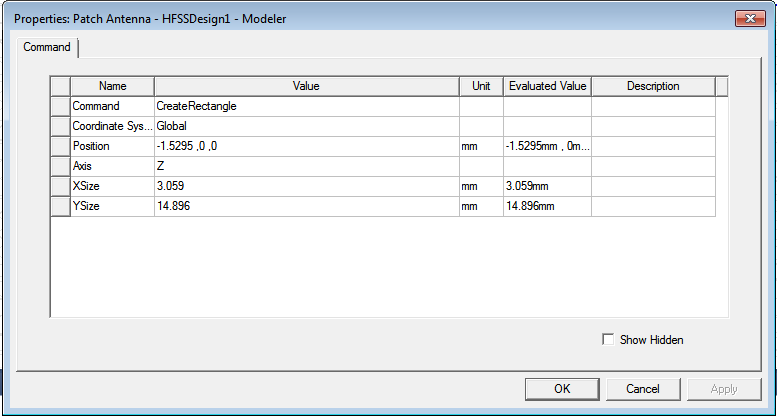 Properties: Patch Antenna - HFSSDesign1 - Modeler
Command
Name Value Unit Evaluated Value Description
Command CreateRectangle
Coordinate Sys... Global
Position -1.5295 ,0 ,0 mm -1.5295mm , 0m...
Axis Z
XSize 3.059 mm 3.059mm
YSize 14.896 mm 14.896mm
Show Hidden
OK Cancel Apply